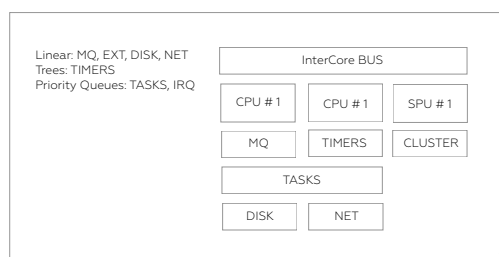 Linear: MQ, EXT, DISK, NET
Trees: TIMERS
Priority Queues: TASKS, IRQ
InterCore BUS
CPU # 1
CPU # 1
SPU # 1
MQ
TIMERS
CLUSTER
TASKS
DISK
NET